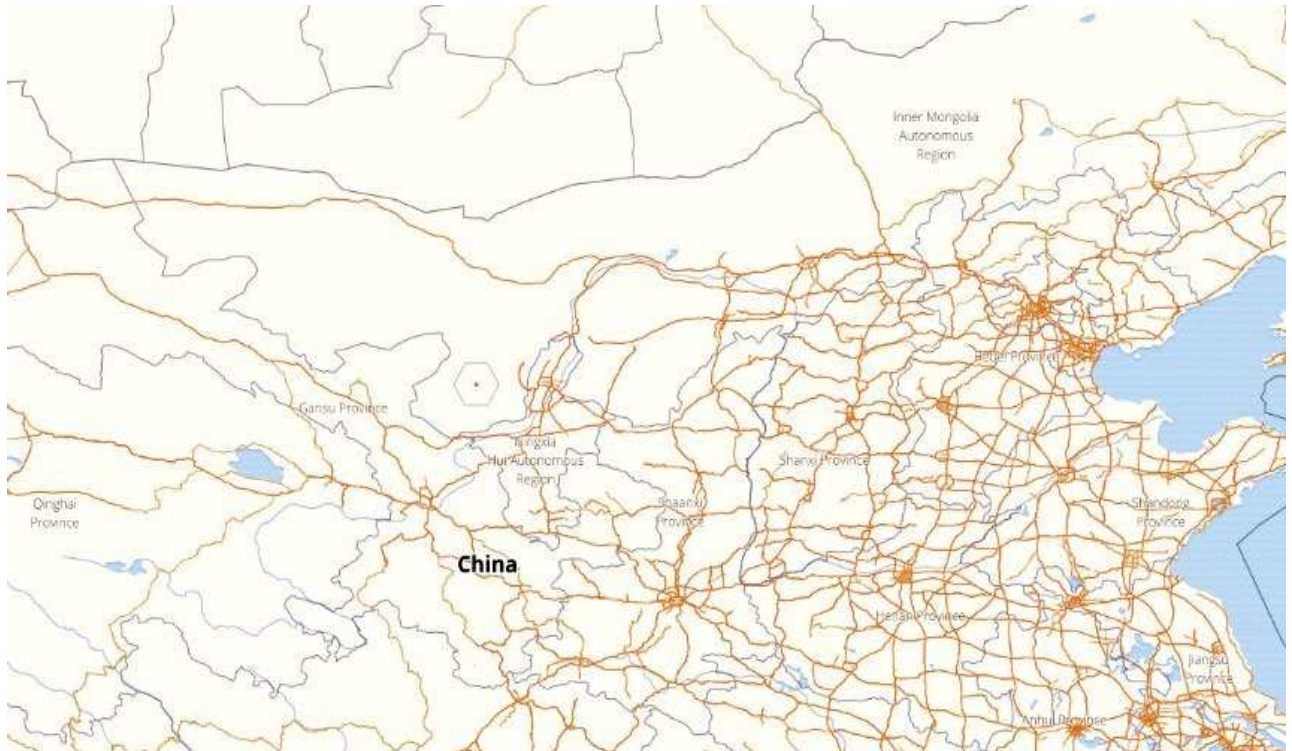 Inner Mongolia
Autonomous
Region
Hebei Province
Gansu Province
Ningxia
Hui Autonomous
Region
Shanxi Province
Qinghai
Province
Shaanxi
Province
Shandong
Province
China
Henan Province
Jiangsu
Province
Anhui Province